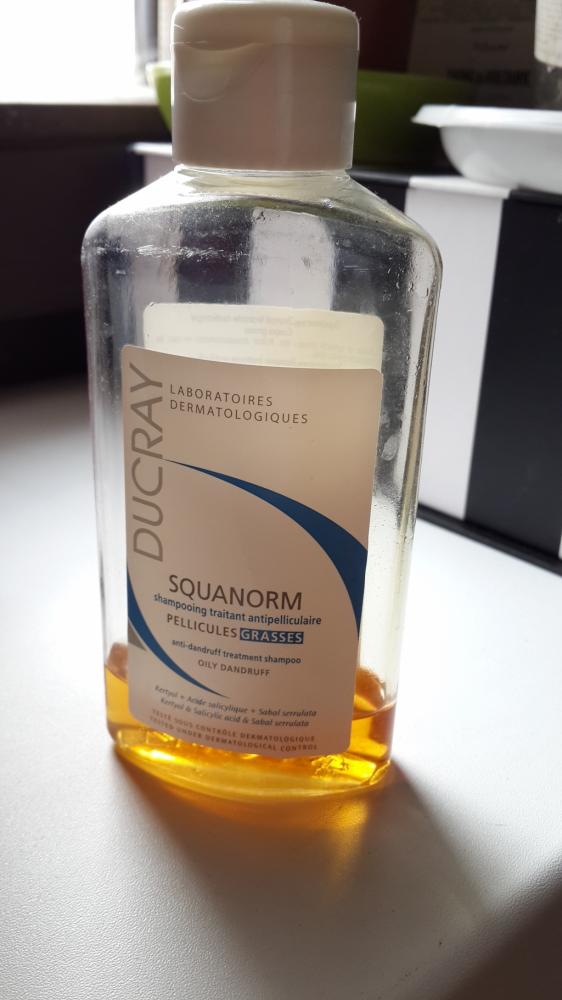 DUCRAY
LABORATOIRES
DERMATOLOGIQUES
SQUANORM
shampooing traitant antipelliculaire
PELLICULES GRASSES
anti-dandruff treatment shampoo
OILY DANDRUFF
Kertyol + Acide salicylique + Sabal serrulata
Kertyol & Salicylic acid & Sabal serrulata
TESTÉ SOUS CONTRÔLE DERMATOLOGIQUE
TESTED UNDER DERMATOLOGICAL CONTROL